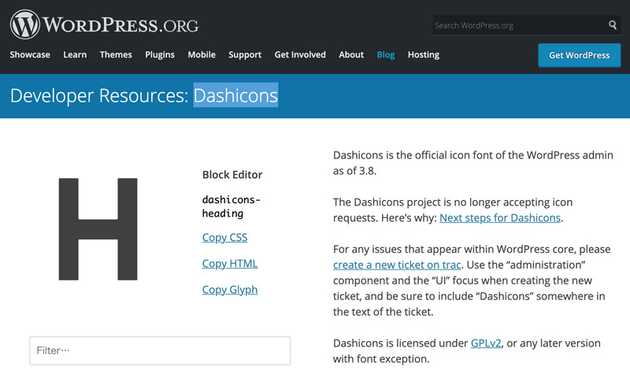 WORDPRESS.ORG
Search WordPress.org
Showcase Learn Themes Plugins Mobile Support Get Involved About Blog Hosting
Get WordPress
Developer Resources: Dashicons
H
Block Editor
dashicons-
heading
Copy CSS
Copy HTML
Copy Glyph
Filter…
Dashicons is the official icon font of the WordPress admin
as of 3.8.
The Dashicons project is no longer accepting icon
requests. Here's why: Next steps for Dashicons.
For any issues that appear within WordPress core, please
create a new ticket on trac. Use the “administration”
component and the “UI” focus when creating the new
ticket, and be sure to include “Dashicons” somewhere in
the text of the ticket.
Dashicons is licensed under GPLv2, or any later version
with font exception.